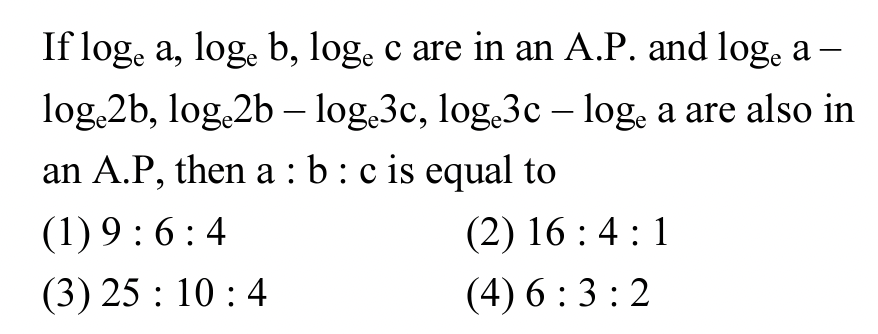 If logₑ a, logₑ b, logₑ c are in an A.P. and logₑ a –
logₑ2b, logₑ2b – logₑ3c, logₑ3c – logₑ a are also in
an A.P, then a : b : c is equal to
(1) 9 : 6 : 4 (2) 16 : 4 : 1
(3) 25 : 10 : 4 (4) 6 : 3 : 2